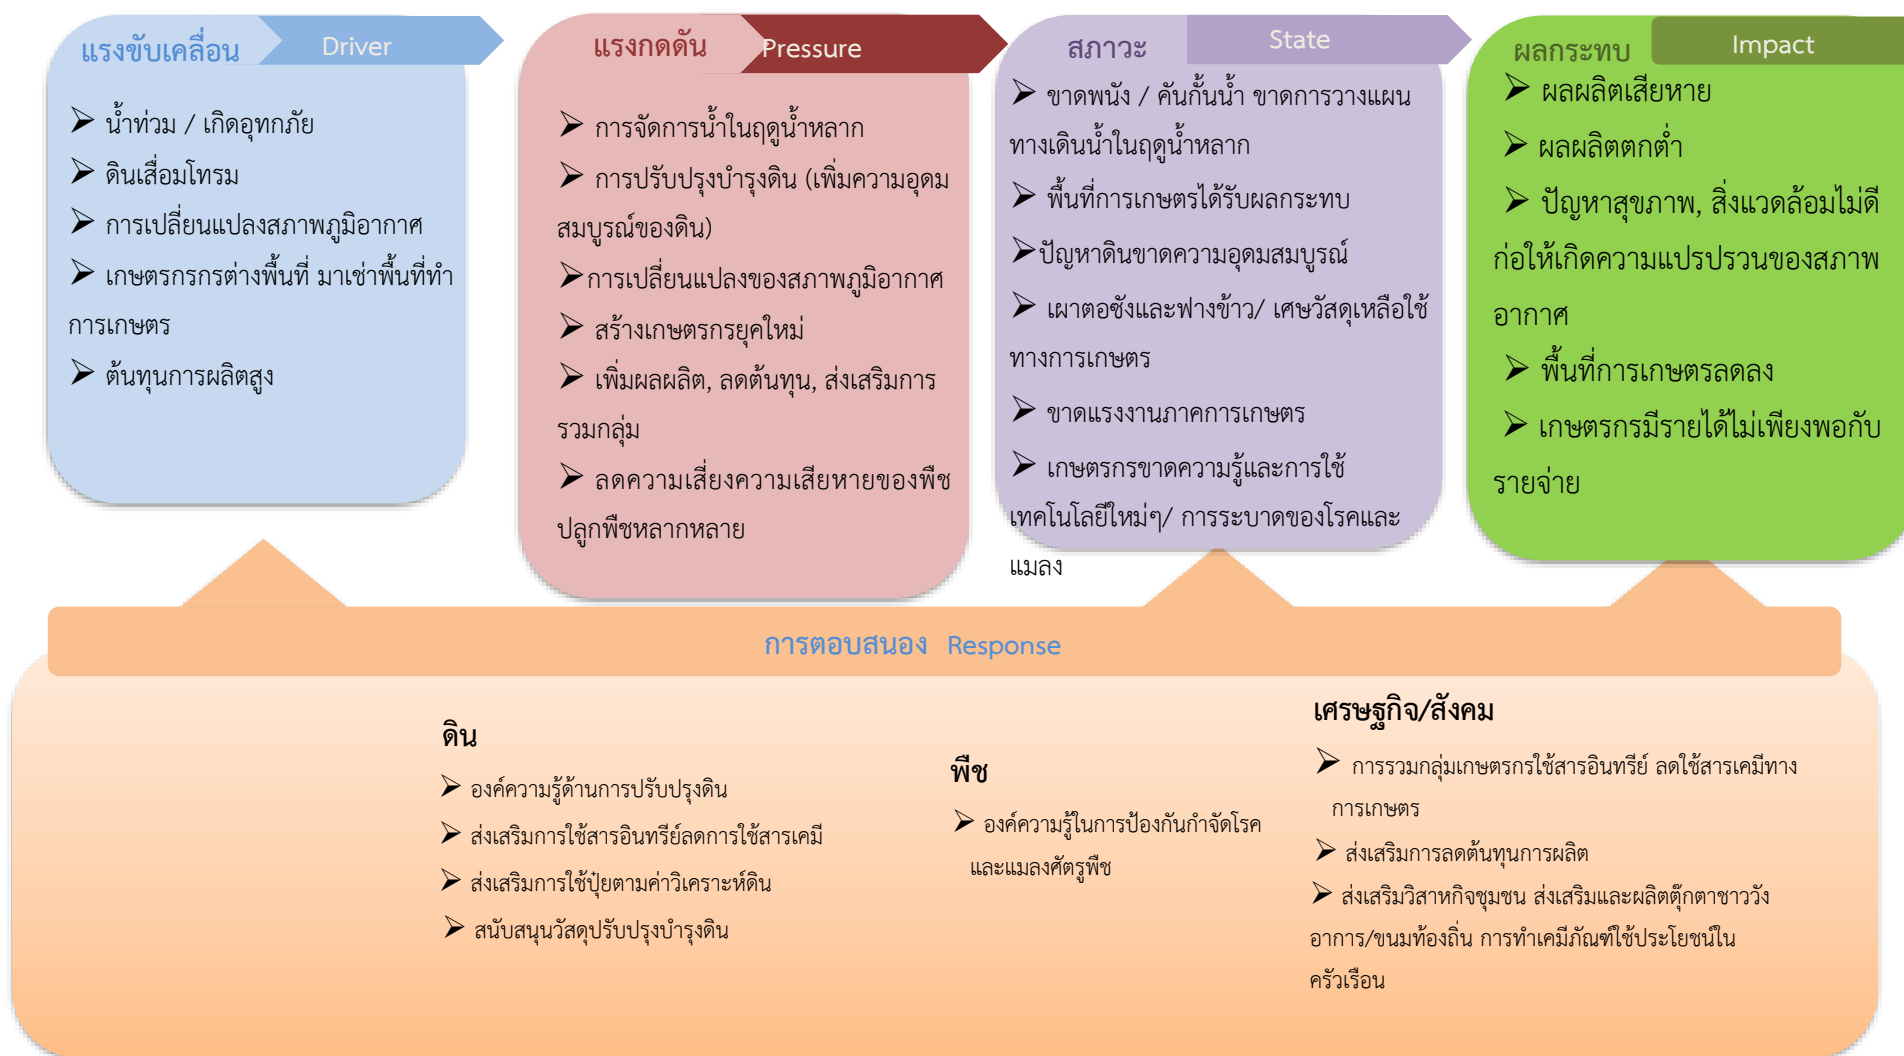 แรงขับเคลื่อน Driver
➢ น้ำท่วม / เกิดอุทกภัย
➢ ดินเสื่อมโทรม
➢ การเปลี่ยนแปลงสภาพภูมิอากาศ
➢ เกษตรกรกรต่างพื้นที่ มาเช่าพื้นที่ทำ
การเกษตร
➢ ต้นทุนการผลิตสูง
แรงกดดัน Pressure
➢ การจัดการน้ำในฤดูน้ำหลาก
➢ การปรับปรุงบำรุงดิน (เพิ่มความอุดม
สมบูรณ์ของดิน)
➢การเปลี่ยนแปลงของสภาพภูมิอากาศ
➢ สร้างเกษตรกรยุคใหม่
➢ เพิ่มผลผลิต, ลดต้นทุน, ส่งเสริมการ
รวมกลุ่ม
➢ ลดความเสี่ยงความเสียหายของพืช
ปลูกพืชหลากหลาย
สภาวะ State
➢ ขาดพนัง / คันกั้นน้ำ ขาดการวางแผน
ทางเดินน้ำในฤดูน้ำหลาก
➢ พื้นที่การเกษตรได้รับผลกระทบ
➢ปัญหาดินขาดความอุดมสมบูรณ์
➢ เผาตอซังและฟางข้าว/ เศษวัสดุเหลือใช้
ทางการเกษตร
➢ ขาดแรงงานภาคการเกษตร
➢ เกษตรกรขาดความรู้และการใช้
เทคโนโลยีใหม่ๆ/ การระบาดของโรคและ
แมลง
ผลกระทบ Impact
➢ ผลผลิตเสียหาย
➢ ผลผลิตตกต่ำ
➢ ปัญหาสุขภาพ, สิ่งแวดล้อมไม่ดี
ก่อให้เกิดความแปรปรวนของสภาพ
อากาศ
➢ พื้นที่การเกษตรลดลง
➢ เกษตรกรมีรายได้ไม่เพียงพอกับ
รายจ่าย
การตอบสนอง Response
ดิน
➢ องค์ความรู้ด้านการปรับปรุงดิน
➢ ส่งเสริมการใช้สารอินทรีย์ลดการใช้สารเคมี
➢ ส่งเสริมการใช้ปุ๋ยตามค่าวิเคราะห์ดิน
➢ สนับสนุนวัสดุปรับปรุงบำรุงดิน
พืช
➢ องค์ความรู้ในการป้องกันกำจัดโรค
และแมลงศัตรูพืช
เศรษฐกิจ/สังคม
➢ การรวมกลุ่มเกษตรกรใช้สารอินทรีย์ ลดใช้สารเคมีทาง
การเกษตร
➢ ส่งเสริมการลดต้นทุนการผลิต
➢ ส่งเสริมวิสาหกิจชุมชน ส่งเสริมและผลิตตุ๊กตาชาววัง
อาการ/ขนมท้องถิ่น การทำเคมีภัณฑ์ใช้ประโยชน์ใน
ครัวเรือน